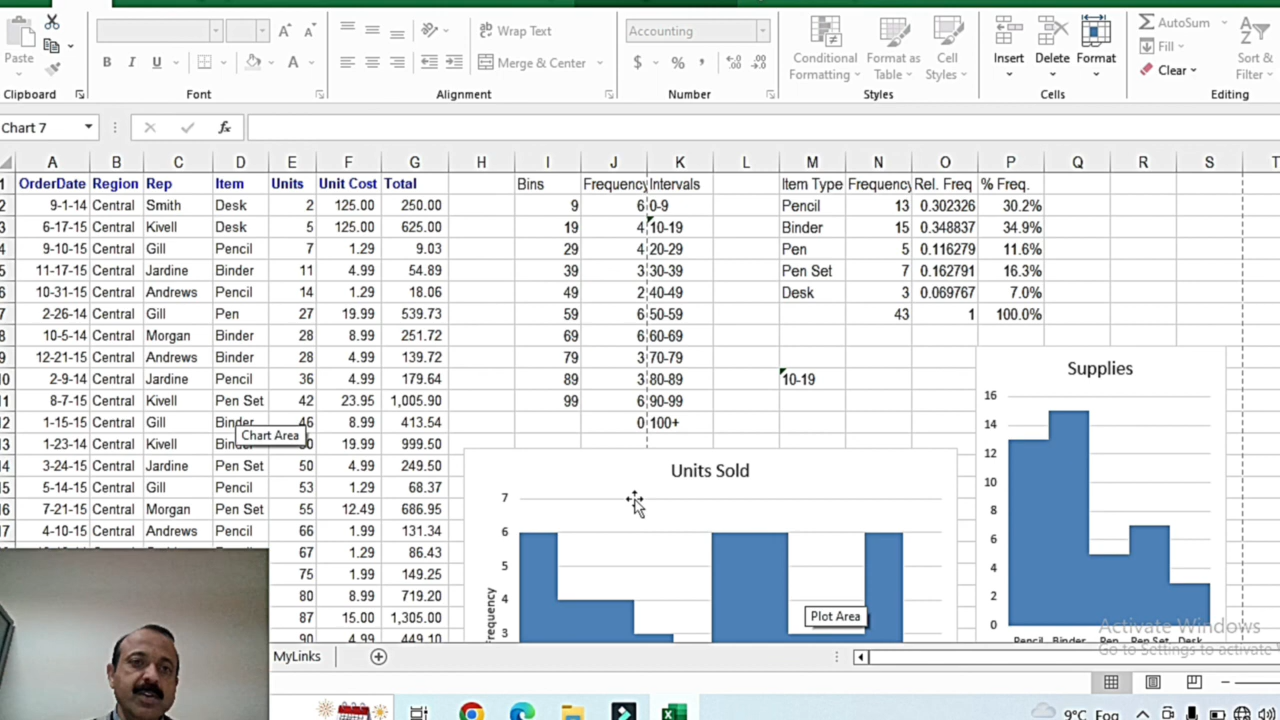 Paste
Wrap Text
Merge & Center
Accounting
$ % ,
Conditional Formatting
Format as Table
Cell Styles
Insert
Delete
Format
AutoSum
Fill
Clear
Sort & Filter
Clipboard
Font
Alignment
Number
Styles
Cells
Editing
B I U
Chart 7
fx
A B C D E F G H I J K L M N O P Q R S T
1 OrderDate Region Rep Item Units Unit Cost Total Bins Frequency Intervals Item Type Frequency Rel. Freq % Freq.
2 9-1-14 Central Smith Desk 2 125.00 250.00 9 6 0-9 Pencil 13 0.302326 30.2%
3 6-17-15 Central Kivell Desk 5 125.00 625.00 19 4 10-19 Binder 15 0.348837 34.9%
4 9-10-15 Central Gill Pencil 7 1.29 9.03 29 4 20-29 Pen 5 0.116279 11.6%
5 11-17-15 Central Jardine Binder 11 4.99 54.89 39 3 30-39 Pen Set 7 0.162791 16.3%
6 10-31-15 Central Andrews Pencil 14 1.29 18.06 49 2 40-49 Desk 3 0.069767 7.0%
7 2-26-14 Central Gill Pen 27 19.99 539.73 59 6 50-59 43 1 100.0%
8 10-5-14 Central Morgan Binder 28 8.99 251.72 69 6 60-69
9 12-21-15 Central Andrews Binder 28 4.99 139.72 79 3 70-79
10 2-9-14 Central Jardine Pencil 36 4.99 179.64 89 3 80-89 10-19
11 8-7-15 Central Kivell Pen Set 42 23.95 1,005.90 99 6 90-99
12 1-15-15 Central Gill Binder 46 8.99 413.54 0 100+
13 1-23-14 Central Kivell 19.99 999.50
14 3-24-15 Central Jardine Pen Set 50 4.99 249.50
15 5-14-15 Central Gill Pencil 53 1.29 68.37
16 7-21-15 Central Morgan Pen Set 55 12.49 686.95
17 4-10-15 Central Andrews Pencil 66 1.99 131.34
67 1.29 86.43
75 1.99 149.25
80 8.99 719.20
87 15.00 1,305.00
90 4.99 449.10
Chart Area
Units Sold
7
6
5
4
3
Frequency
Plot Area
Supplies
16
14
12
10
8
6
4
2
0
Pencil Binder Pen Pen Set Desk
Activate Windows
Go to Settings to activate
MyLinks
9°C Fog